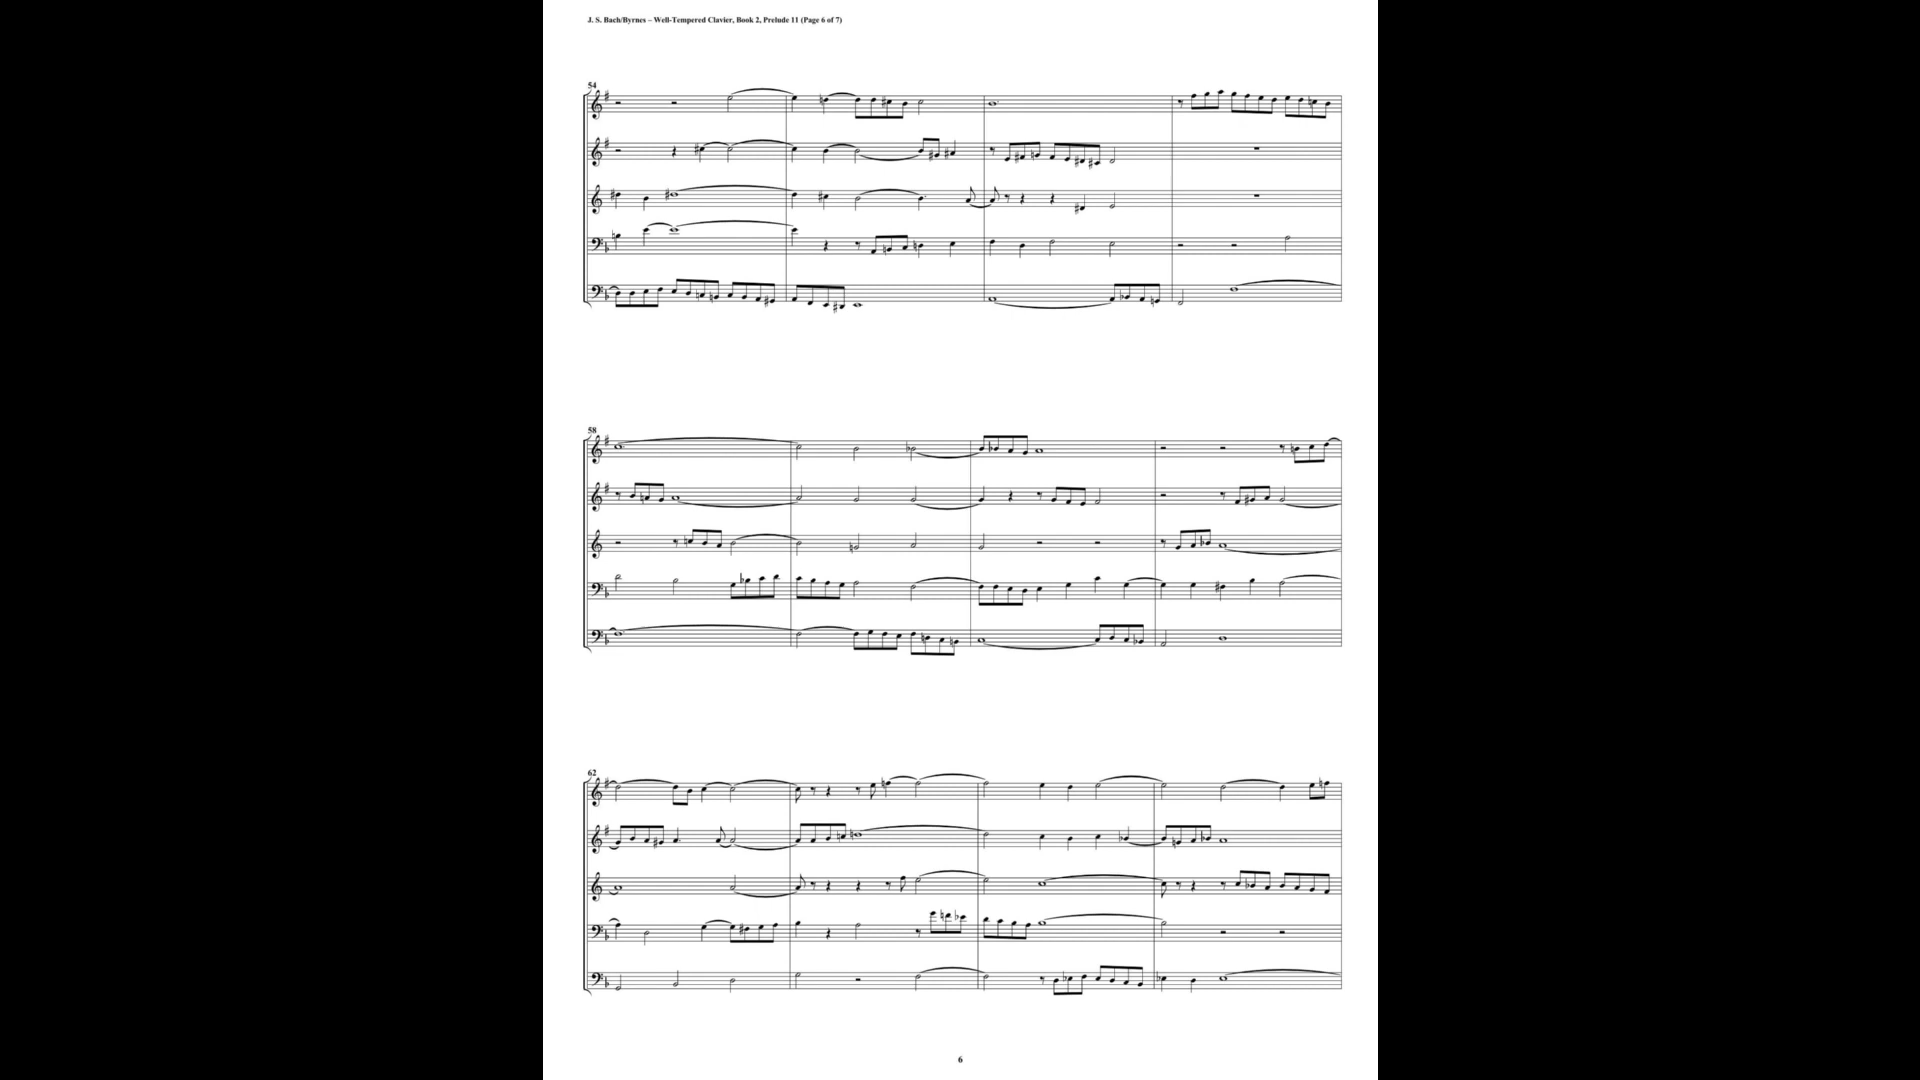 J. S. Bach/Byrnes – Well-Tempered Clavier, Book 2, Prelude 11 (Page 6 of 7)
54
58
62
6